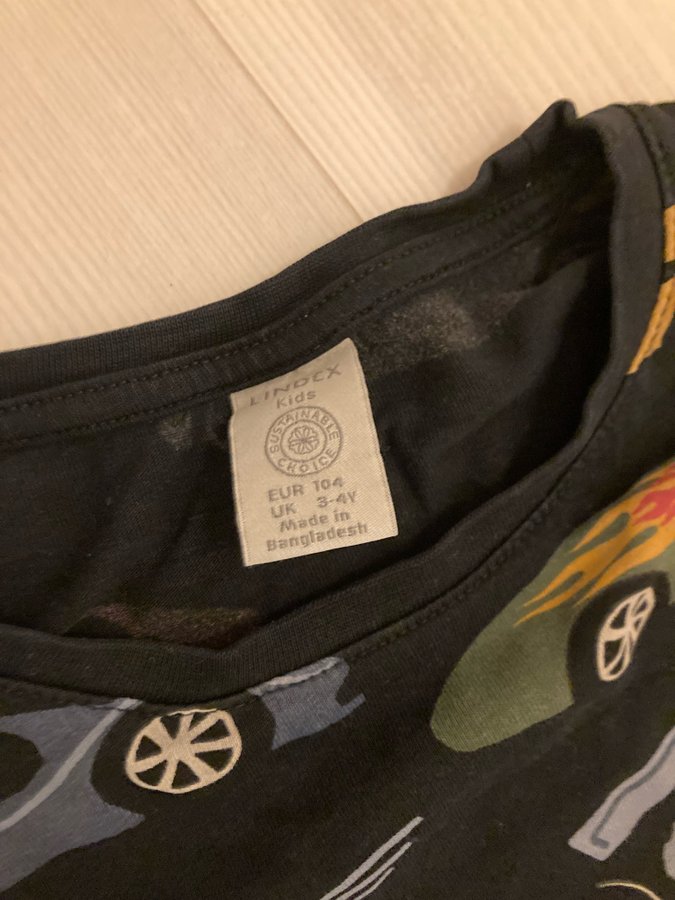 LINDEX
Kids
SUSTAINABLE
CHOICE
EUR 104
UK 3-4Y
Made in
Bangladesh